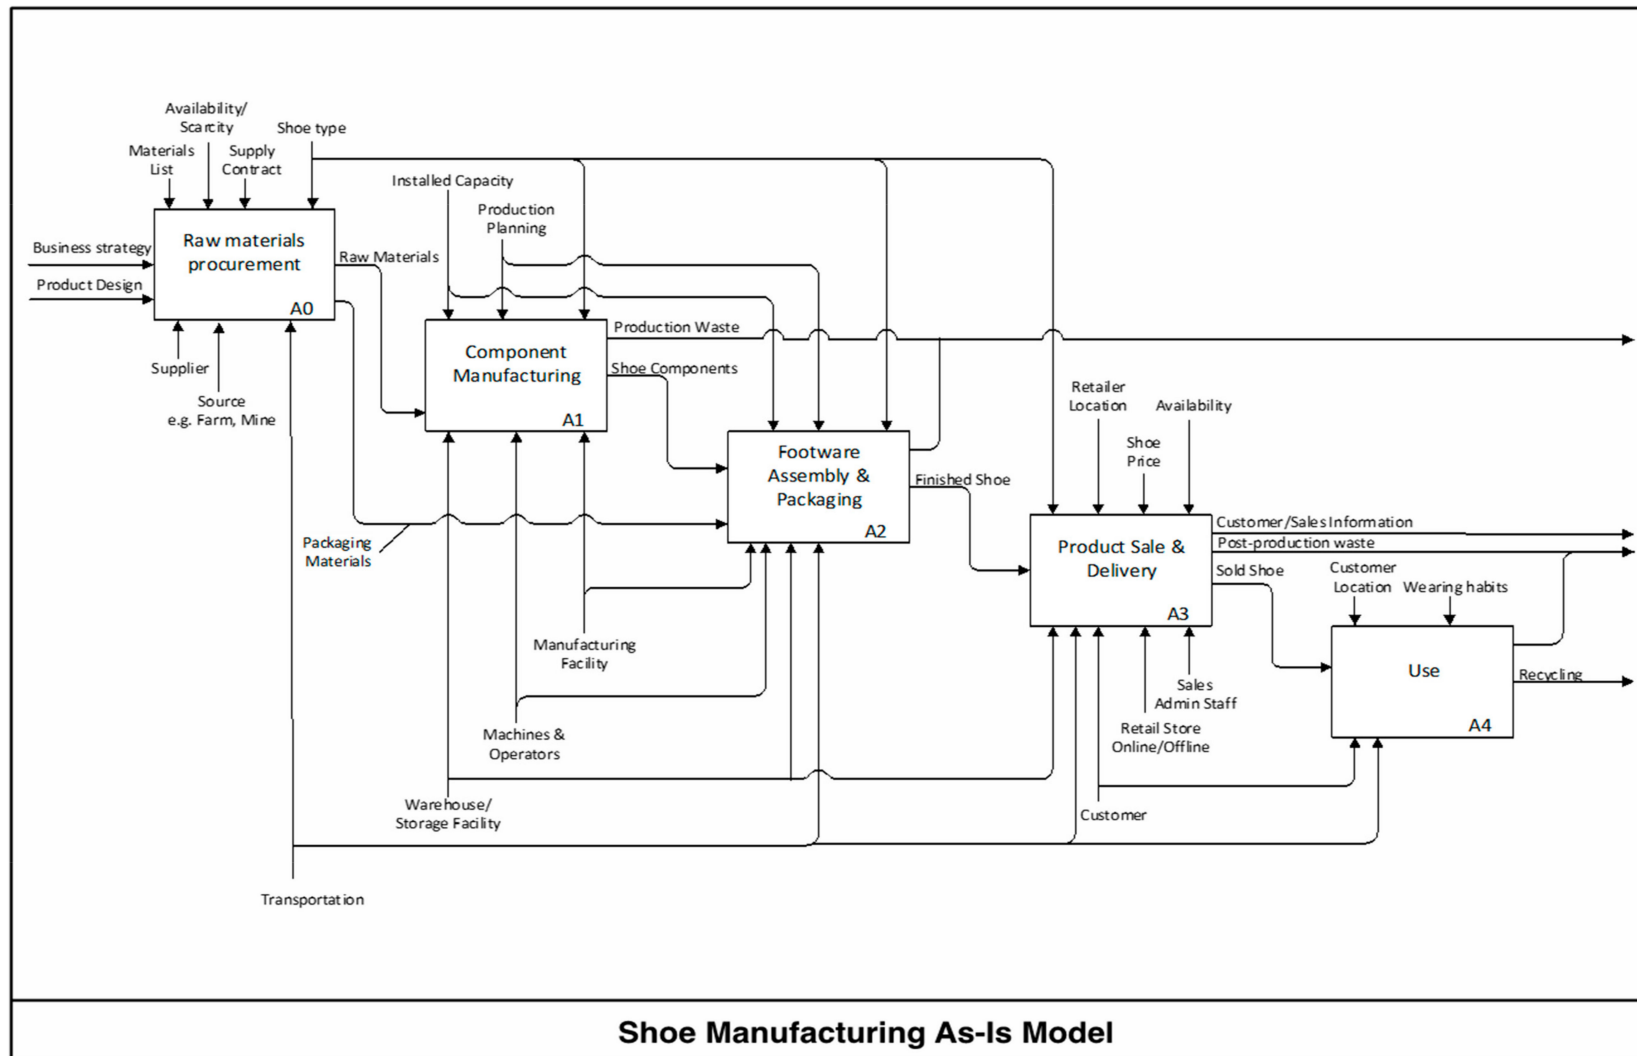 Availability/
Scarcity
Shoe type
Materials
List
Supply
Contract
Installed Capacity
Production
Planning
Business strategy
Product Design
Raw materials
procurement
A0
Raw Materials
Supplier
Source
e.g. Farm, Mine
Component
Manufacturing
A1
Production Waste
Shoe Components
Packaging
Materials
Footware
Assembly &
Packaging
A2
Finished Shoe
Retailer
Location
Availability
Shoe
Price
Product Sale &
Delivery
A3
Customer/Sales Information
Post-production waste
Sold Shoe
Customer
Location
Wearing habits
Use
A4
Recycling
Manufacturing
Facility
Machines &
Operators
Warehouse/
Storage Facility
Transportation
Sales
Admin Staff
Retail Store
Online/Offline
Customer
Shoe Manufacturing As-Is Model